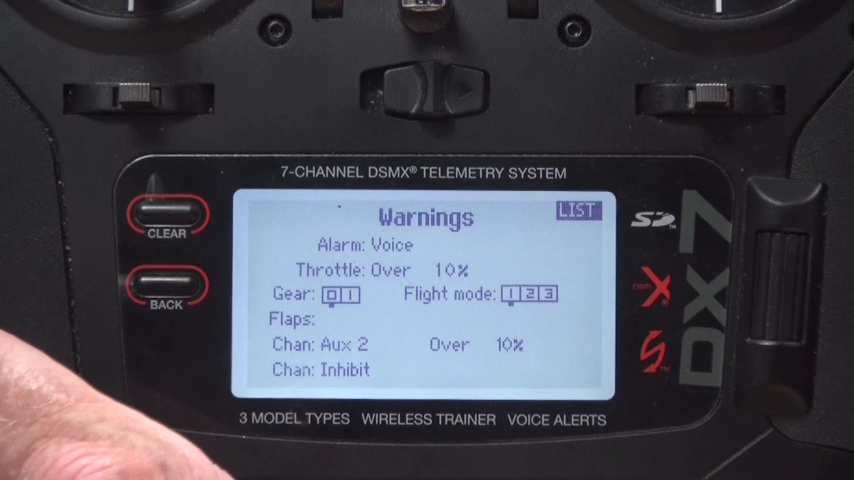 7-CHANNEL DSMX® TELEMETRY SYSTEM
Warnings
LIST
Alarm: Voice
Throttle: Over 10%
Gear: 0 1 Flight mode: 1 2 3
Flaps:
Chan: Aux 2 Over 10%
Chan: Inhibit
CLEAR
BACK
SD™
DSM X®
DX7
3 MODEL TYPES WIRELESS TRAINER VOICE ALERTS